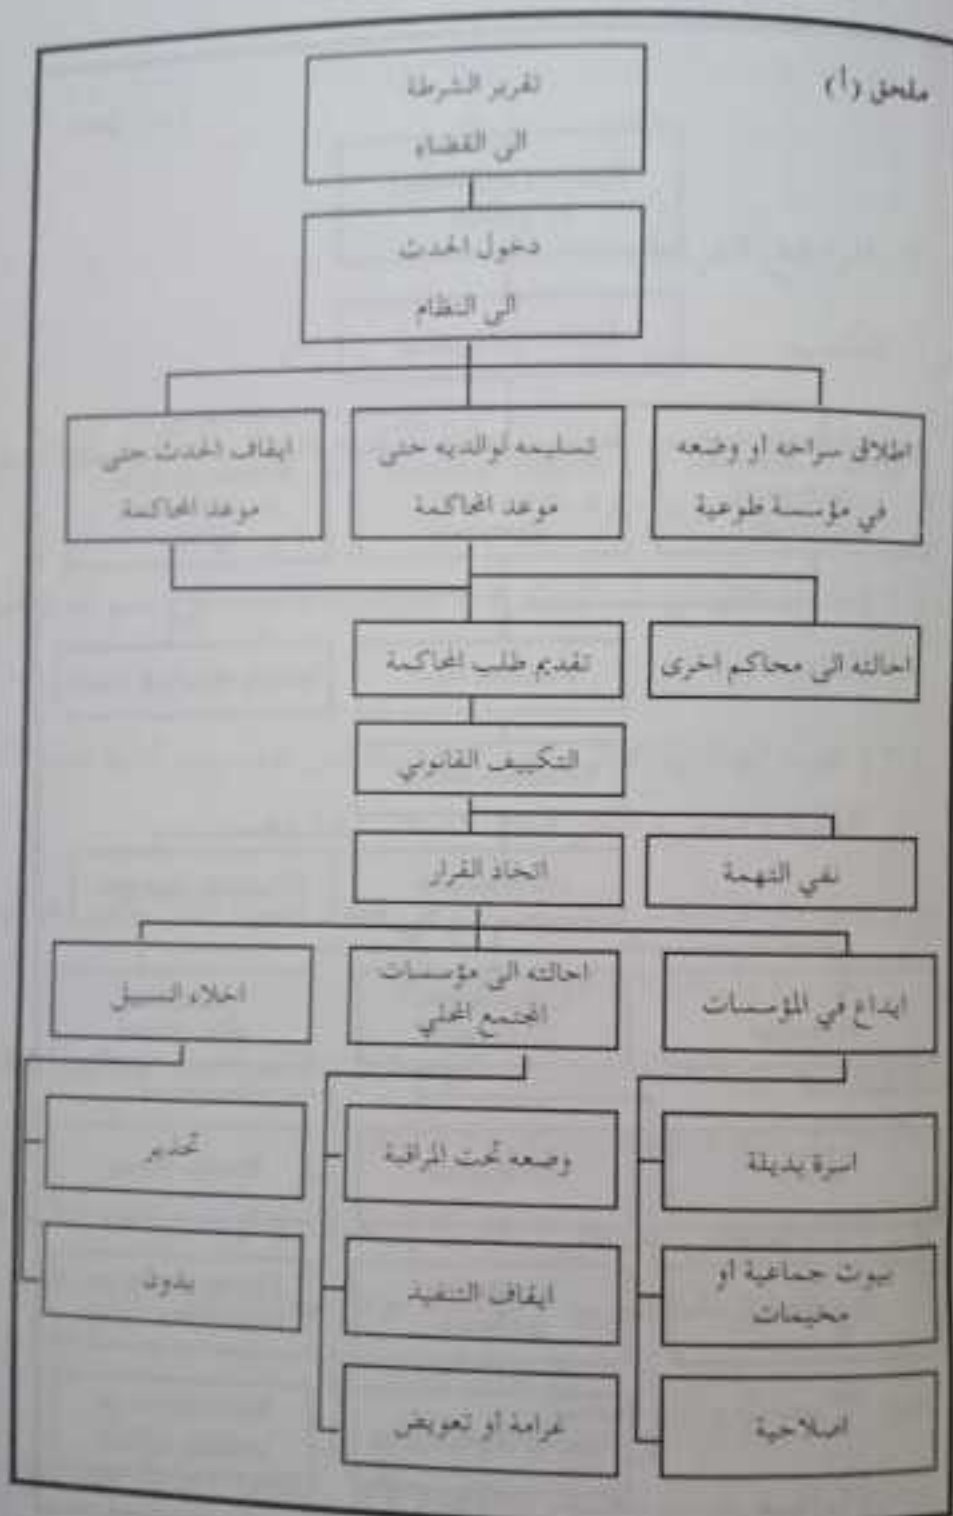 ملحق (أ)
تقرير الشرطة
الى القضاء
دخول الحدث
الى النظام
اطلاق سراحه أو وضعه
في مؤسسة طوعية
تسليمه لوالديه حتى
موعد المحاكمة
ايقاف الحدث حتى
موعد المحاكمة
احالته الى محاكم اخرى
تقديم طلب المحاكمة
التكييف القانوني
نفي التهمة
اتخاذ القرار
ايداع في المؤسسات
احالته الى مؤسسات
المجتمع المحلي
اخلاء السبيل
اسرة بديلة
وضعه تحت المراقبة
تحذير
بيوت جماعية أو
مخيمات
ايقاف التنفيذ
بدون
اصلاحية
غرامة أو تعويض